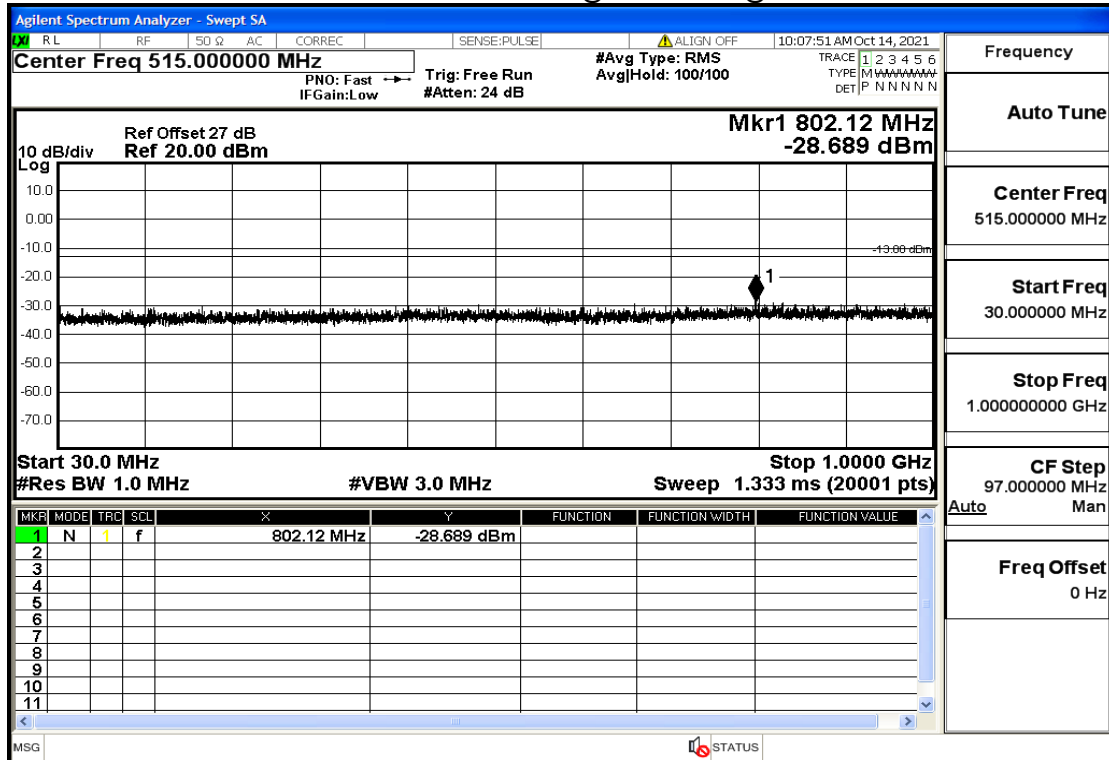 Agilent Spectrum Analyzer - Swept SA
LXI RL RF 50 Ω AC CORREC SENSE:PULSE ALIGN OFF 10:07:51 AM Oct 14, 2021
Center Freq 515.000000 MHz #Avg Type: RMS TRACE 1 2 3 4 5 6
PNO: Fast Trig: Free Run Avg|Hold: 100/100 TYPE M WWWWW
IFGain:Low #Atten: 24 dB DET P N N N N N
Mkr1 802.12 MHz
Ref Offset 27 dB
10 dB/div Ref 20.00 dBm -28.689 dBm
Log
10.0
0.00
-10.0
-13.00 dBm
-20.0
1
-30.0
-40.0
-50.0
-60.0
-70.0
Start 30.0 MHz Stop 1.0000 GHz
#Res BW 1.0 MHz #VBW 3.0 MHz Sweep 1.333 ms (20001 pts)
MKR MODE TRC SCL X Y FUNCTION FUNCTION WIDTH FUNCTION VALUE
1 N 1 f 802.12 MHz -28.689 dBm
2
3
4
5
6
7
8
9
10
11
MSG STATUS
Frequency
Auto Tune
Center Freq
515.000000 MHz
Start Freq
30.000000 MHz
Stop Freq
1.000000000 GHz
CF Step
97.000000 MHz
Auto Man
Freq Offset
0 Hz